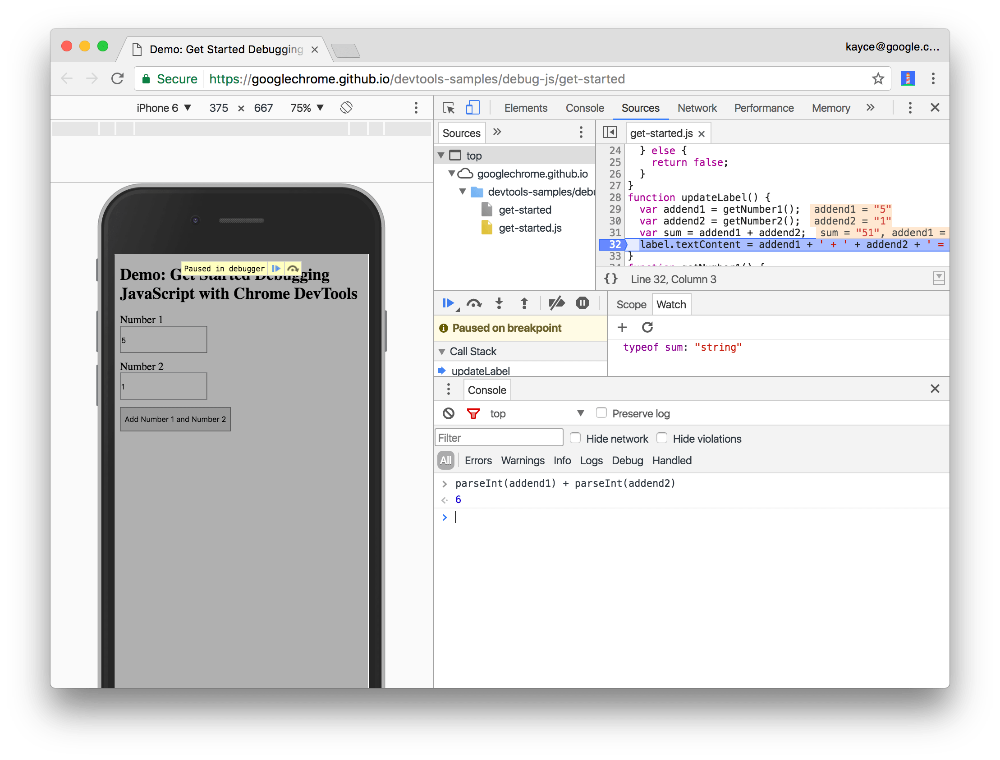 Demo: Get Started Debugging
kayce@google.c...
Secure https://googlechrome.github.io/devtools-samples/debug-js/get-started
iPhone 6 ▼ 375 × 667 75% ▼
Elements Console Sources Network Performance Memory »
Sources »
top
googlechrome.github.io
devtools-samples/debu
get-started
get-started.js
get-started.js ×
24 } else {
25 return false;
26 }
27 }
28 function updateLabel() {
29 var addend1 = getNumber1(); addend1 = "5"
30 var addend2 = getNumber2(); addend2 = "1"
31 var sum = addend1 + addend2; sum = "51", addend1 =
32 label.textContent = addend1 + ' + ' + addend2 + ' =
33 }
34 function getNumber1() {
{} Line 32, Column 3
Paused in debugger
Demo: Get Started Debugging
JavaScript with Chrome DevTools
Number 1
5
Number 2
1
Add Number 1 and Number 2
Paused on breakpoint
Call Stack
updateLabel
Scope Watch
typeof sum: "string"
Console
top ▼ Preserve log
Filter Hide network Hide violations
All Errors Warnings Info Logs Debug Handled
> parseInt(addend1) + parseInt(addend2)
6
>